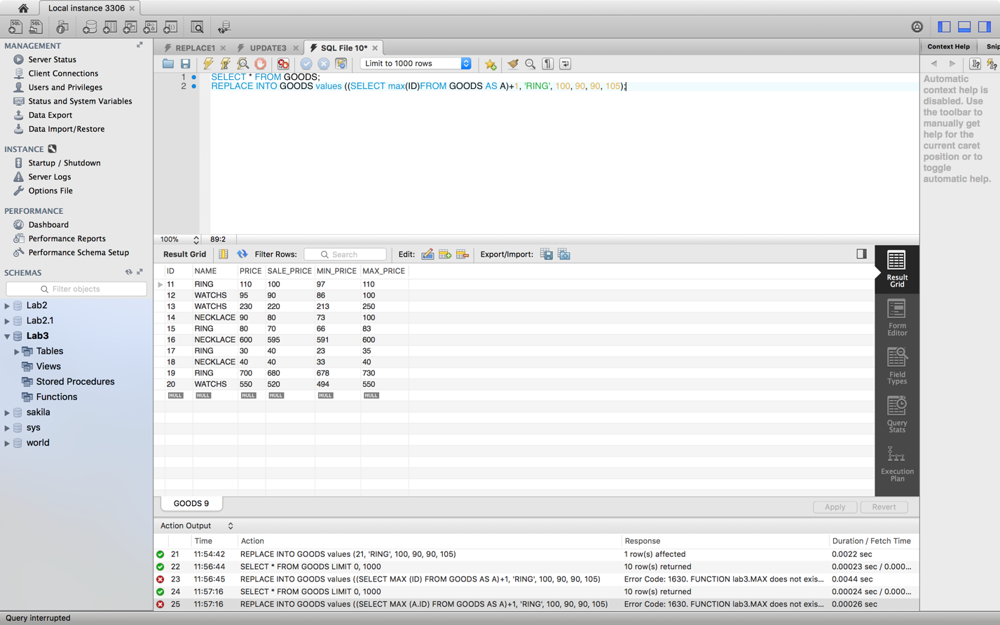 Local instance 3306
MANAGEMENT
Server Status
Client Connections
Users and Privileges
Status and System Variables
Data Export
Data Import/Restore
INSTANCE
Startup / Shutdown
Server Logs
Options File
PERFORMANCE
Dashboard
Performance Reports
Performance Schema Setup
SCHEMAS
Filter objects
Lab2
Lab2.1
Lab3
Tables
Views
Stored Procedures
Functions
sakila
sys
world
REPLACE1 UPDATE3 SQL File 10*
Limit to 1000 rows
1 SELECT * FROM GOODS;
2 REPLACE INTO GOODS values ((SELECT max(ID)FROM GOODS AS A)+1, 'RING', 100, 90, 90, 105);
100% 89:2
Result Grid Filter Rows: Search Edit: Export/Import:
ID NAME PRICE SALE_PRICE MIN_PRICE MAX_PRICE
11 RING 110 100 97 110
12 WATCHS 95 90 86 100
13 WATCHS 230 220 213 250
14 NECKLACE 90 80 73 100
15 RING 80 70 66 83
16 NECKLACE 600 595 591 600
17 RING 30 40 23 35
18 NECKLACE 40 40 33 40
19 RING 700 680 678 730
20 WATCHS 550 520 494 550
NULL NULL NULL NULL NULL NULL
Result
Grid
Form
Editor
Field
Types
Query
Stats
Execution
Plan
GOODS 9
Apply Revert
Action Output
Time Action Response Duration / Fetch Time
21 11:54:42 REPLACE INTO GOODS values (21, 'RING', 100, 90, 90, 105) 1 row(s) affected 0.0022 sec
22 11:56:44 SELECT * FROM GOODS LIMIT 0, 1000 10 row(s) returned 0.00023 sec / 0.000...
23 11:56:45 REPLACE INTO GOODS values ((SELECT MAX (ID) FROM GOODS AS A)+1, 'RING', 100, 90, 90, 105) Error Code: 1630. FUNCTION lab3.MAX does not exis... 0.0044 sec
24 11:57:16 SELECT * FROM GOODS LIMIT 0, 1000 10 row(s) returned 0.00024 sec / 0.000...
25 11:57:16 REPLACE INTO GOODS values ((SELECT MAX (A.ID) FROM GOODS AS A)+1, 'RING', 100, 90, 90, 105) Error Code: 1630. FUNCTION lab3.MAX does not exis... 0.00026 sec
Context Help Snip
Automatic
context help is
disabled. Use
the toolbar to
manually get
help for the
current caret
position or to
toggle
automatic help.
Query interrupted